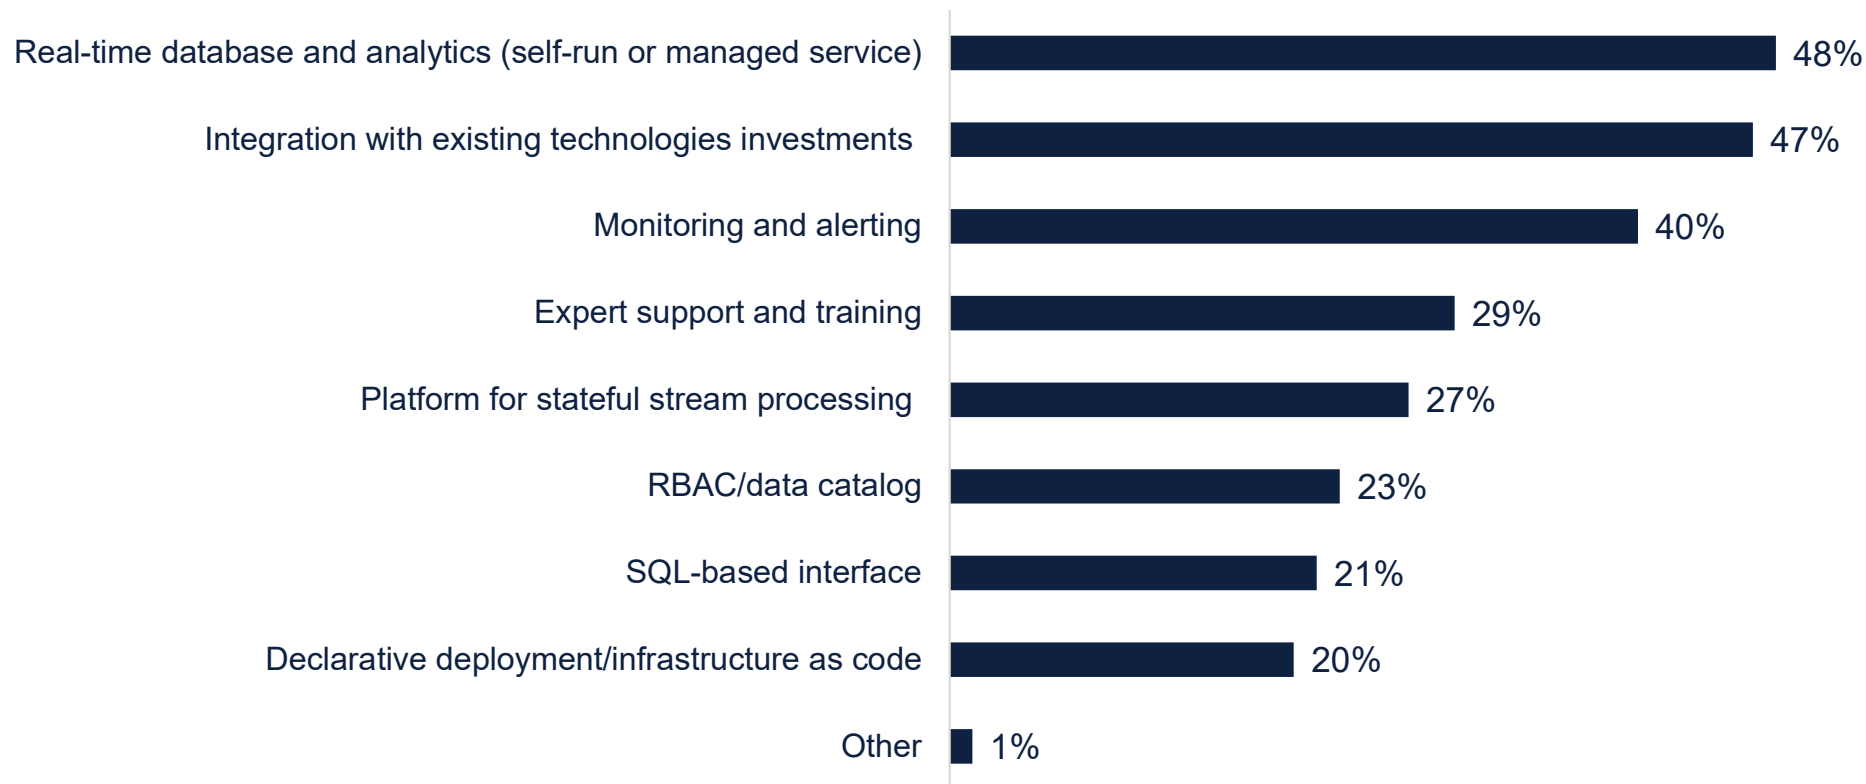 Real-time database and analytics (self-run or managed service) 48%
Integration with existing technologies investments 47%
Monitoring and alerting 40%
Expert support and training 29%
Platform for stateful stream processing 27%
RBAC/data catalog 23%
SQL-based interface 21%
Declarative deployment/infrastructure as code 20%
Other 1%